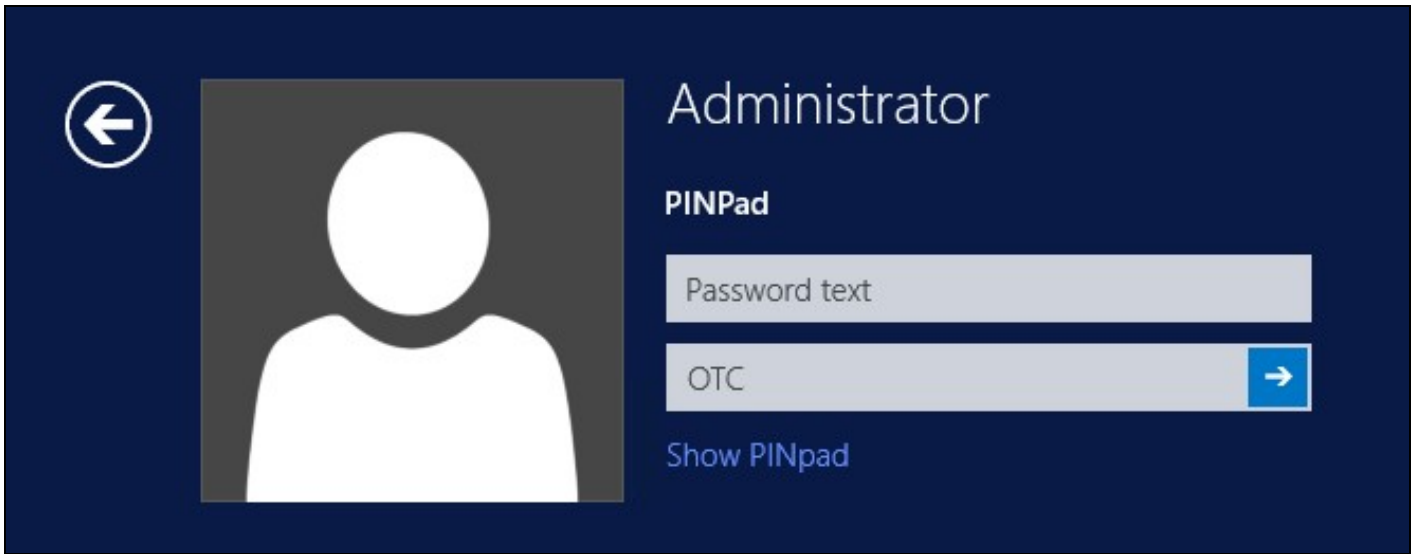 Administrator
PINPad
Password text
OTC
Show PINpad